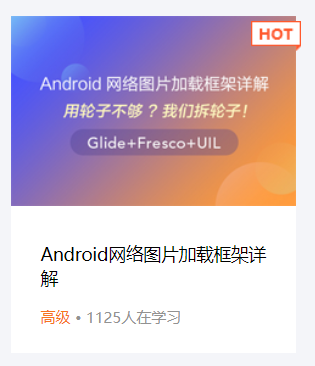 HOT
Android 网络图片加载框架详解
用轮子不够？我们拆轮子！
Glide+Fresco+UIL
Android网络图片加载框架详
解
高级 • 1125人在学习